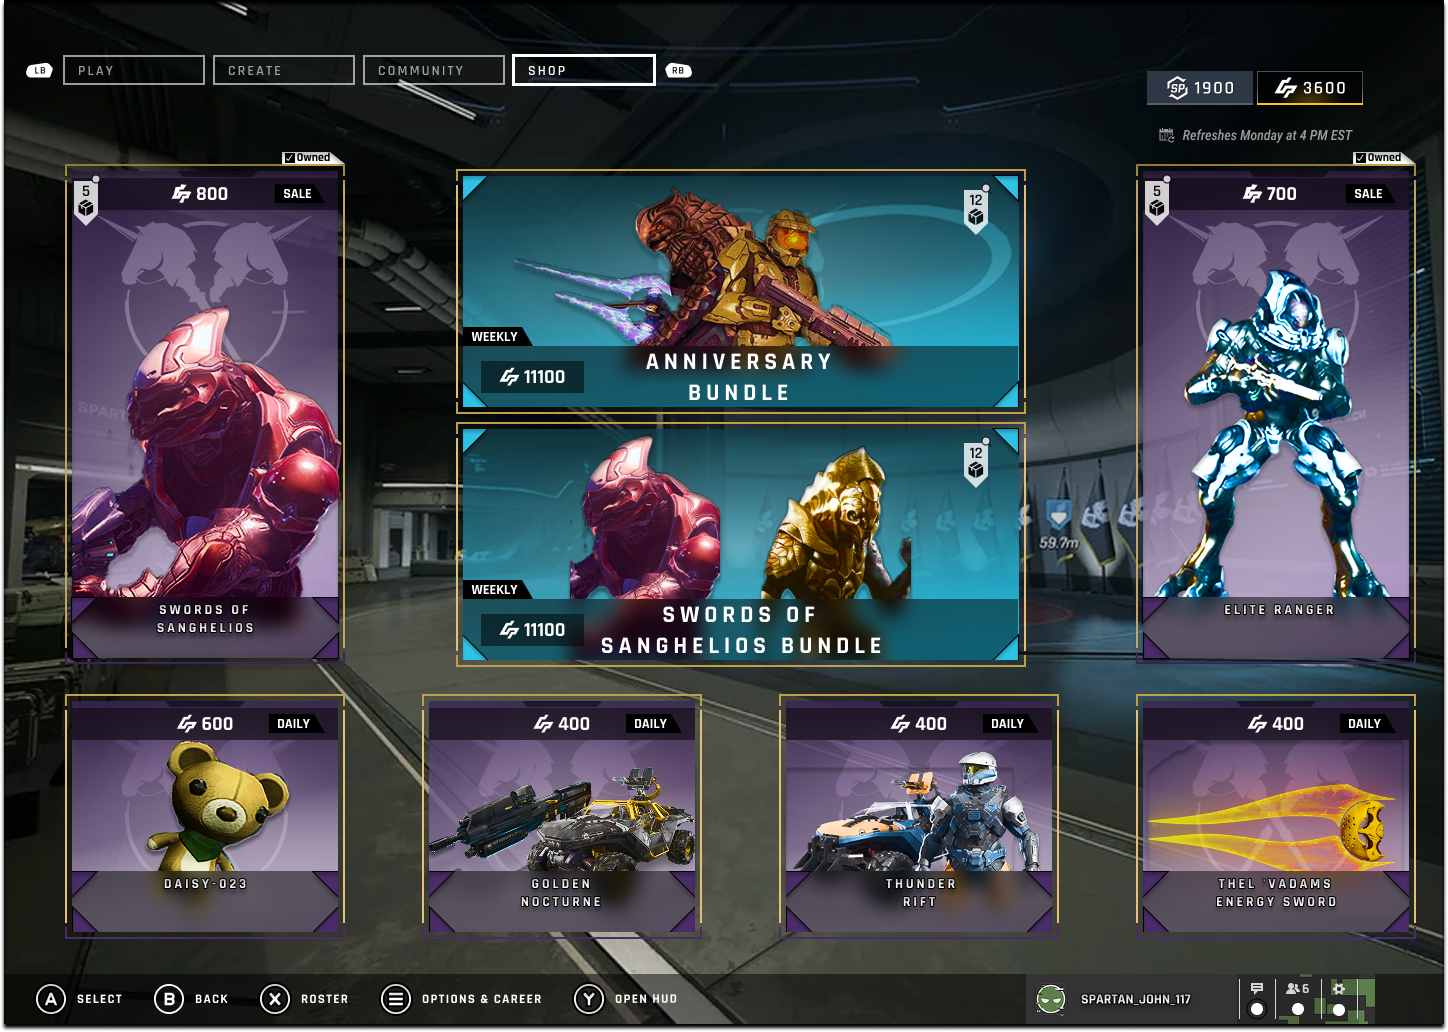 LB
PLAY
CREATE
COMMUNITY
SHOP
RB
SP 1900
3600
Refreshes Monday at 4 PM EST
Owned
5
800
SALE
SWORDS OF
SANGHELIOS
12
WEEKLY
11100
ANNIVERSARY
BUNDLE
12
WEEKLY
11100
SWORDS OF
SANGHELIOS BUNDLE
59.7m
Owned
5
700
SALE
ELITE RANGER
600
DAILY
DAISY-023
400
DAILY
GOLDEN
NOCTURNE
400
DAILY
THUNDER
RIFT
400
DAILY
THEL 'VADAMS
ENERGY SWORD
A SELECT
B BACK
X ROSTER
OPTIONS & CAREER
Y OPEN HUD
SPARTAN_JOHN_117
6